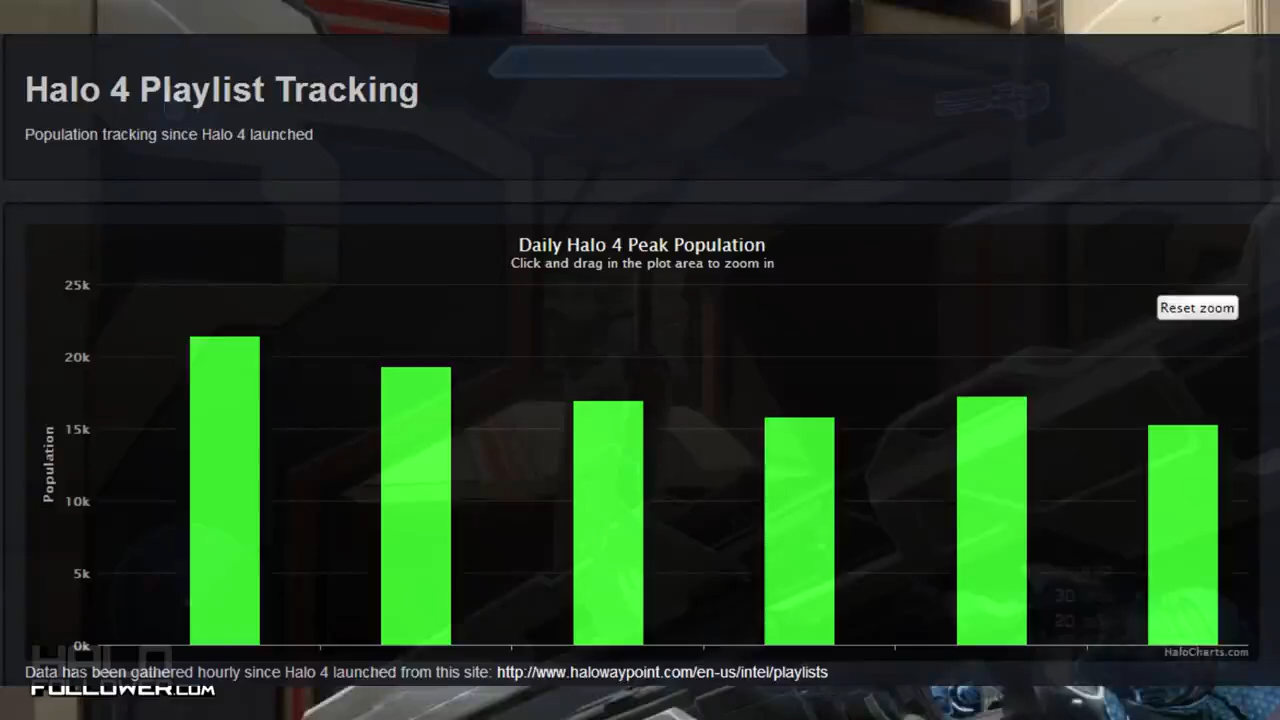 Halo 4 Playlist Tracking
Population tracking since Halo 4 launched
Daily Halo 4 Peak Population
Click and drag in the plot area to zoom in
25k
Reset zoom
20k
15k
Population
10k
5k
30
20
0k
HaloCharts.com
HALO
Data has been gathered hourly since Halo 4 launched from this site: http://www.halowaypoint.com/en-us/intel/playlists
FOLLOWER.COM